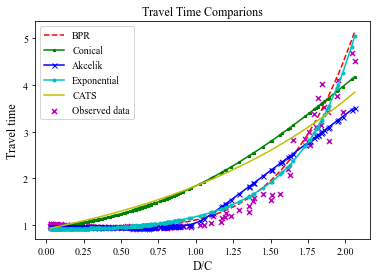 Travel Time Comparions
BPR
Conical
Akcelik
Exponential
CATS
Observed data
Travel time
5
4
3
2
1
0.00 0.25 0.50 0.75 1.00 1.25 1.50 1.75 2.00
D/C